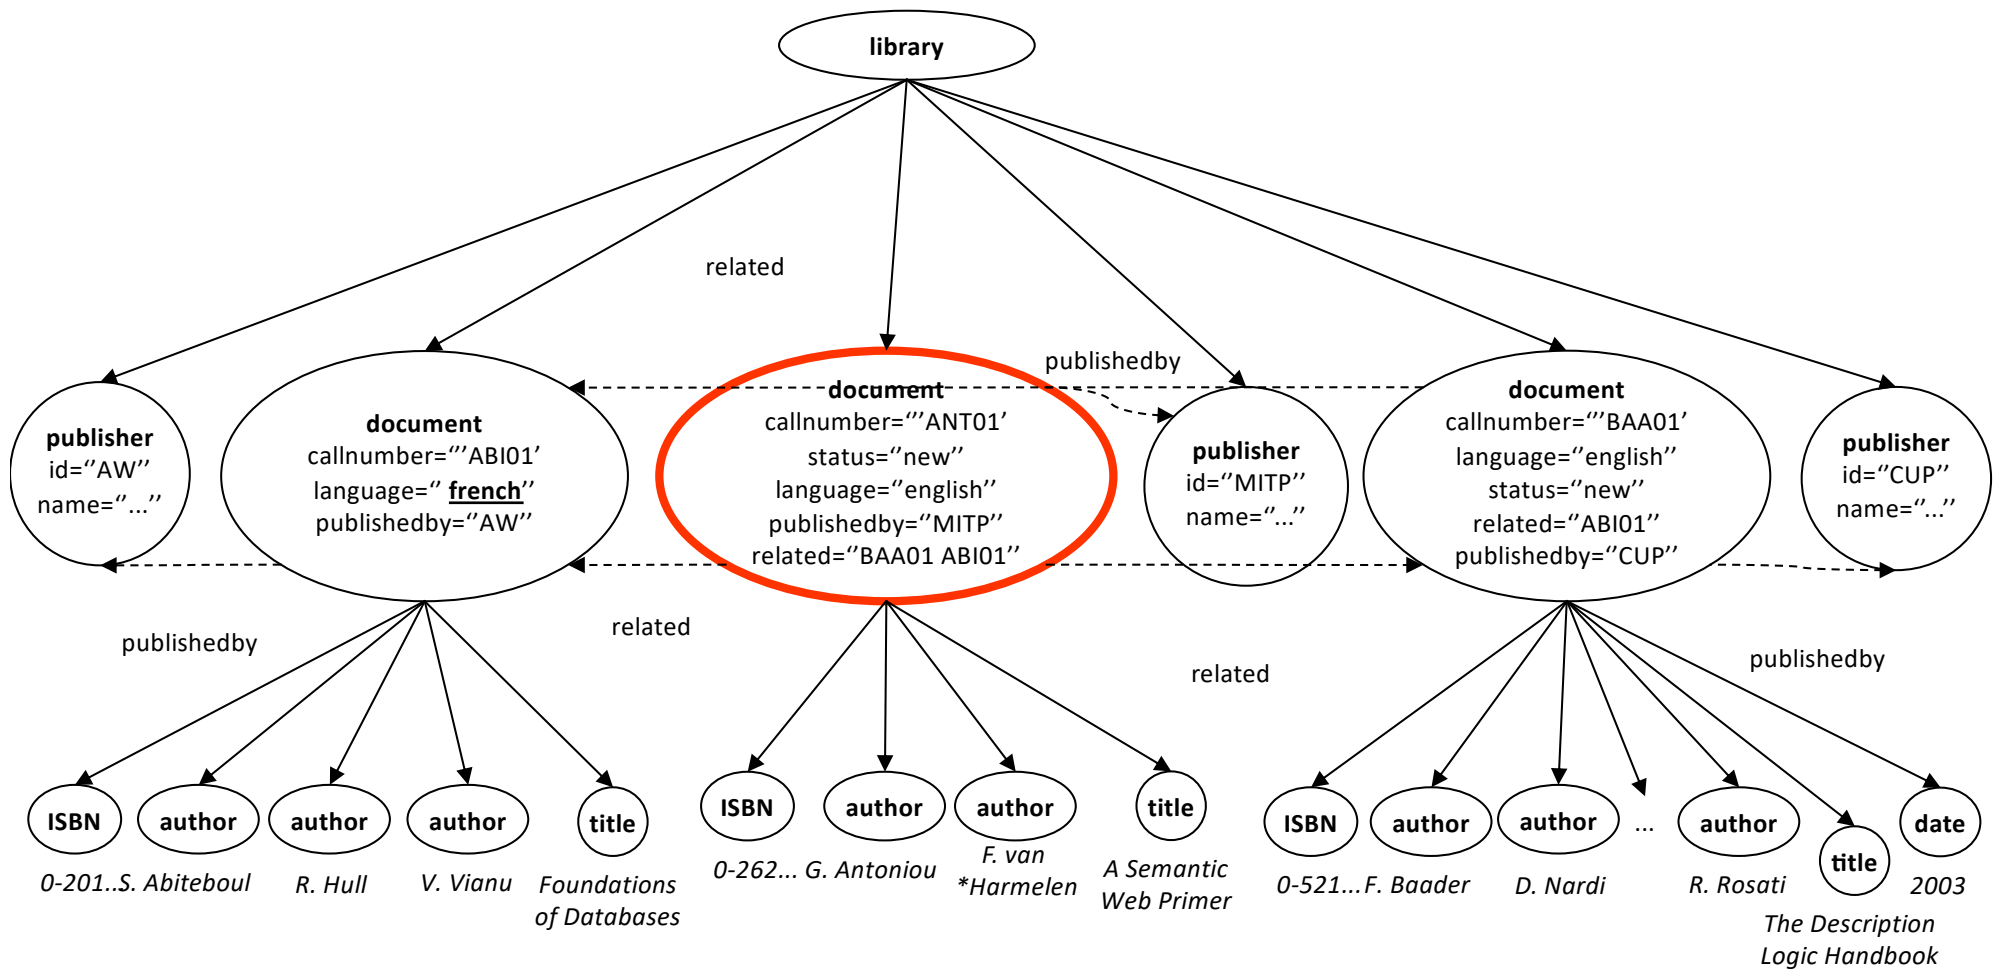 library
related
publishedby
publisher
id=‘‘AW’’
name=‘‘...’’
document
callnumber=‘‘’ABI01’
language=‘‘ french’’
publishedby=‘‘AW’’
document
callnumber=‘‘’ANT01’
status=‘‘new’’
language=‘‘english’’
publishedby=‘‘MITP’’
related=‘‘BAA01 ABI01’’
publisher
id=‘‘MITP’’
name=‘‘...’’
document
callnumber=‘‘’BAA01’
language=‘‘english’’
status=‘‘new’’
related=‘‘ABI01’’
publishedby=‘‘CUP’’
publisher
id=‘‘CUP’’
name=‘‘...’’
publishedby
related
related
publishedby
ISBN
author
author
author
title
ISBN
author
author
title
ISBN
author
author
...
author
title
date
0-201..
S. Abiteboul
R. Hull
V. Vianu
Foundations
of Databases
0-262...
G. Antoniou
F. van
*Harmelen
A Semantic
Web Primer
0-521...
F. Baader
D. Nardi
R. Rosati
The Description
Logic Handbook
2003